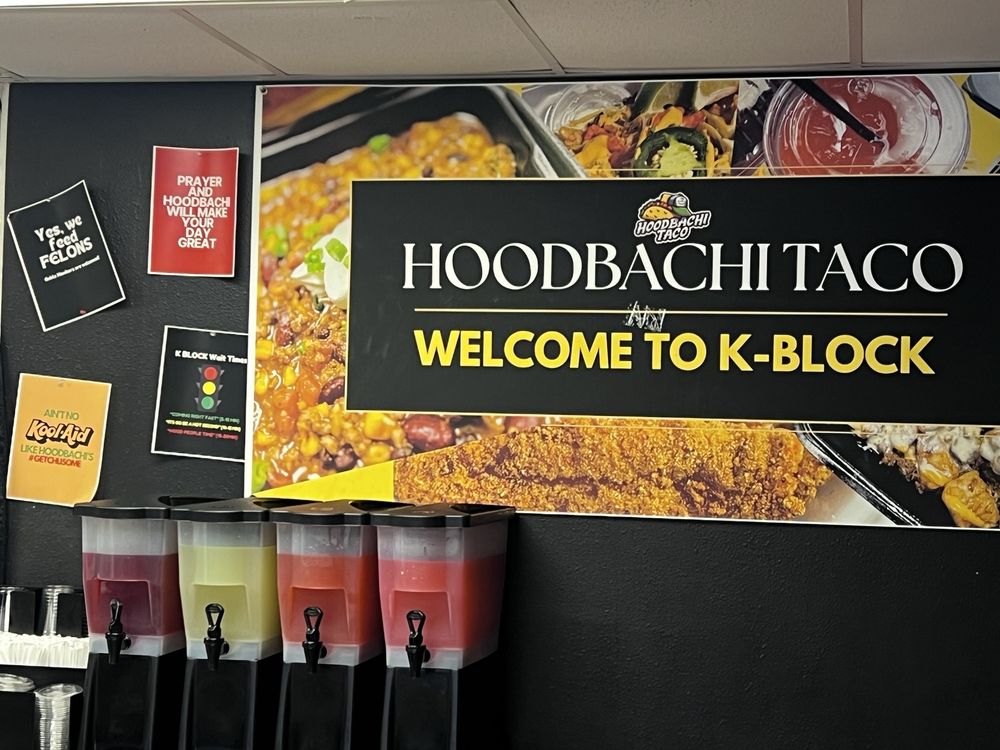 Yes, we
feed
FELONS
PRAYER
AND
HOODBACHI
WILL MAKE
YOUR
DAY
GREAT
K BLOCK Wait Times
AIN'T NO
Kool-Aid
LIKE HOODBACHI'S
#GETCHUSOME
HOODBACHI
TACO
HOODBACHI TACO
WELCOME TO K-BLOCK